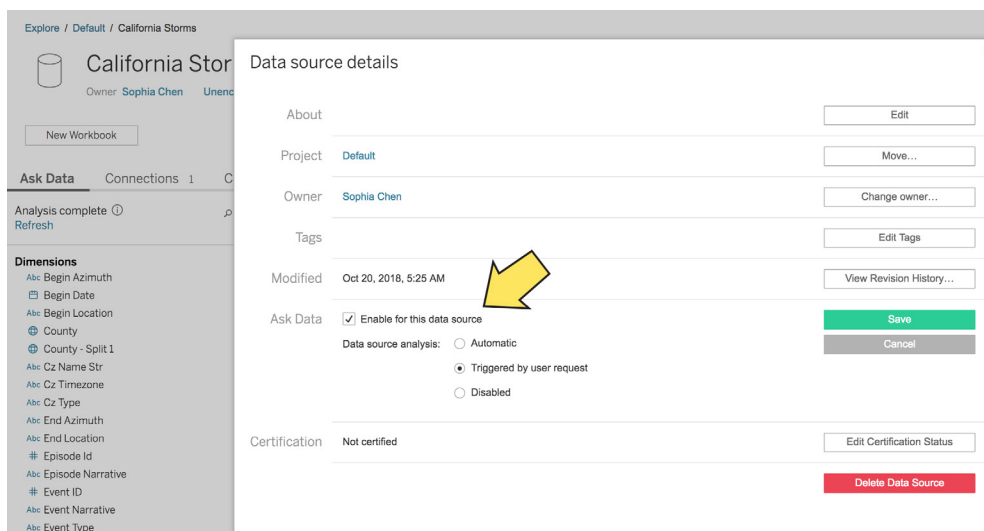 Explore / Default / California Storms
California Stor
Owner Sophia Chen Unenc
New Workbook
Ask Data Connections 1 C
Analysis complete
Refresh
Dimensions
Abc Begin Azimuth
Begin Date
Abc Begin Location
County
County - Split 1
Abc Cz Name Str
Abc Cz Timezone
Abc Cz Type
Abc End Azimuth
Abc End Location
# Episode Id
Abc Episode Narrative
# Event ID
Abc Event Narrative
Abc Event Type
Data source details
About Edit
Project Default Move...
Owner Sophia Chen Change owner...
Tags Edit Tags
Modified Oct 20, 2018, 5:25 AM View Revision History...
Ask Data Enable for this data source Save
Data source analysis: Automatic Cancel
Triggered by user request
Disabled
Certification Not certified Edit Certification Status
Delete Data Source